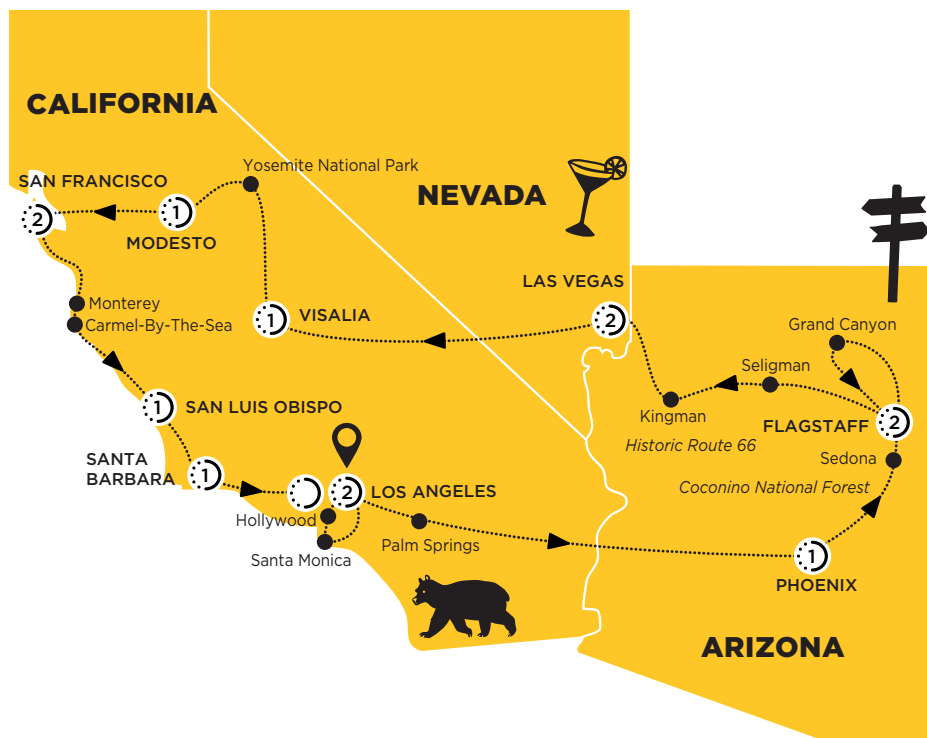 CALIFORNIA
Yosemite National Park
SAN FRANCISCO
NEVADA
2
1
MODESTO
LAS VEGAS
Monterey
Carmel-By-The-Sea
1
VISALIA
2
Grand Canyon
Seligman
1
SAN LUIS OBISPO
Kingman
2
FLAGSTAFF
Historic Route 66
SANTA
BARBARA
1
2
LOS ANGELES
Sedona
Coconino National Forest
Hollywood
Palm Springs
Santa Monica
1
PHOENIX
ARIZONA